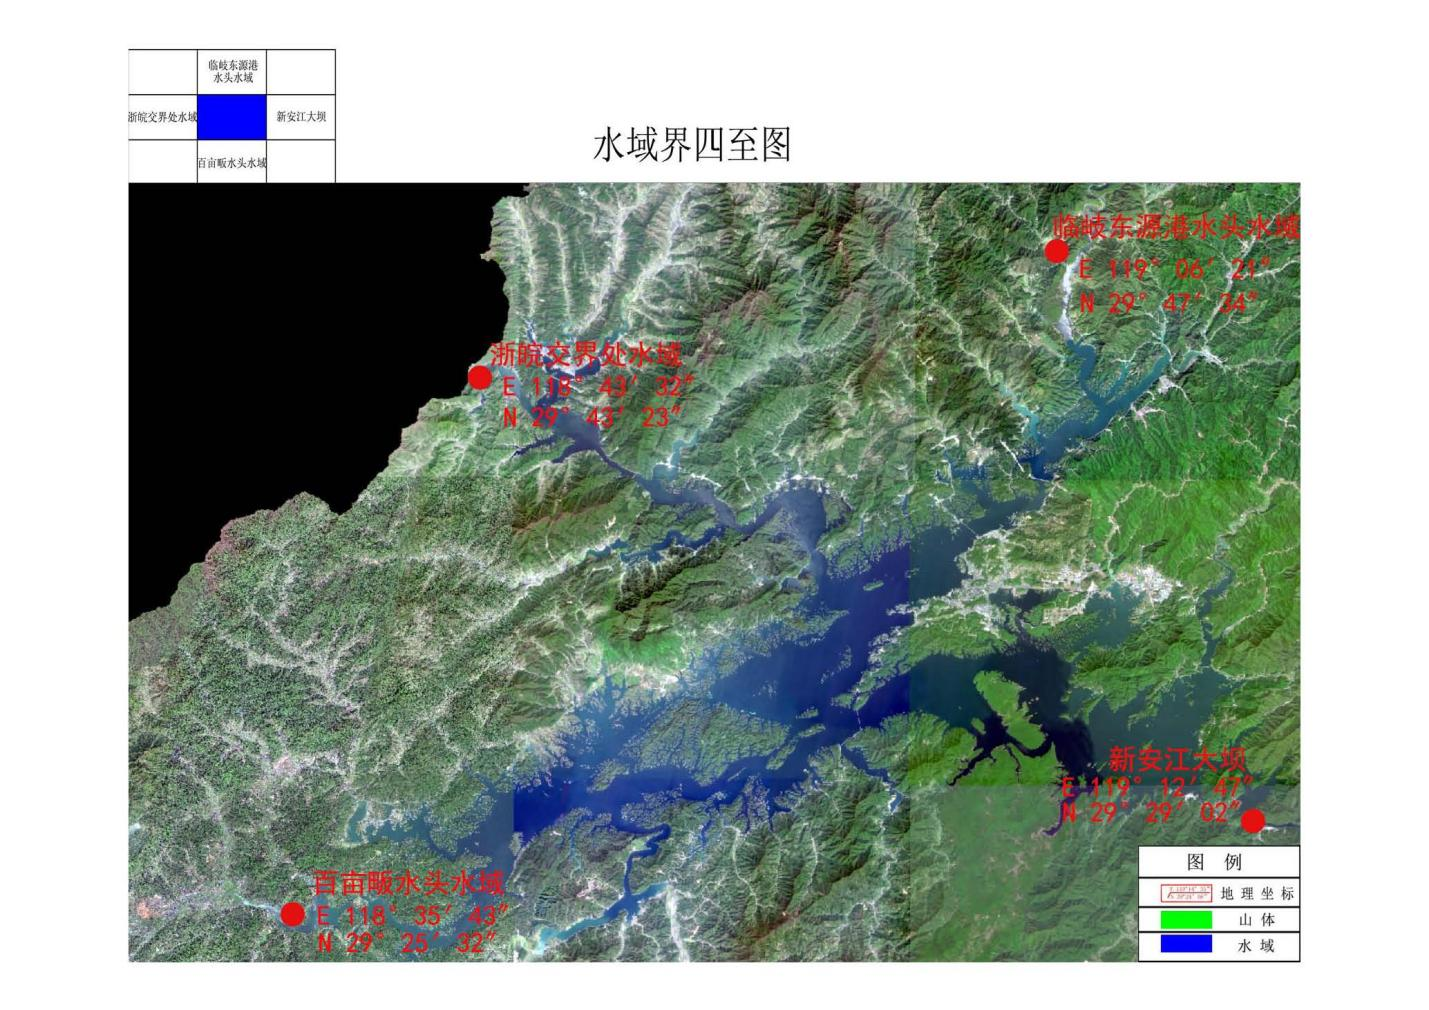 临岐东源港
水头水域
浙皖交界处水域
新安江大坝
百亩畈水头水域
水域界四至图
临岐东源港水头水域
E 119° 06′ 21″
N 29° 47′ 34″
浙皖交界处水域
E 118° 43′ 32″
N 29° 43′ 23″
新安江大坝
E 119° 12′ 47″
N 29° 29′ 02″
百亩畈水头水域
E 118° 35′ 43″
N 29° 25′ 32″
图 例
地理坐标
山体
水域